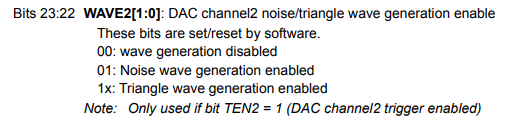 Bits 23:22 WAVE2[1:0]: DAC channel2 noise/triangle wave generation enable
These bits are set/reset by software.
00: wave generation disabled
01: Noise wave generation enabled
1x: Triangle wave generation enabled
Note: Only used if bit TEN2 = 1 (DAC channel2 trigger enabled)